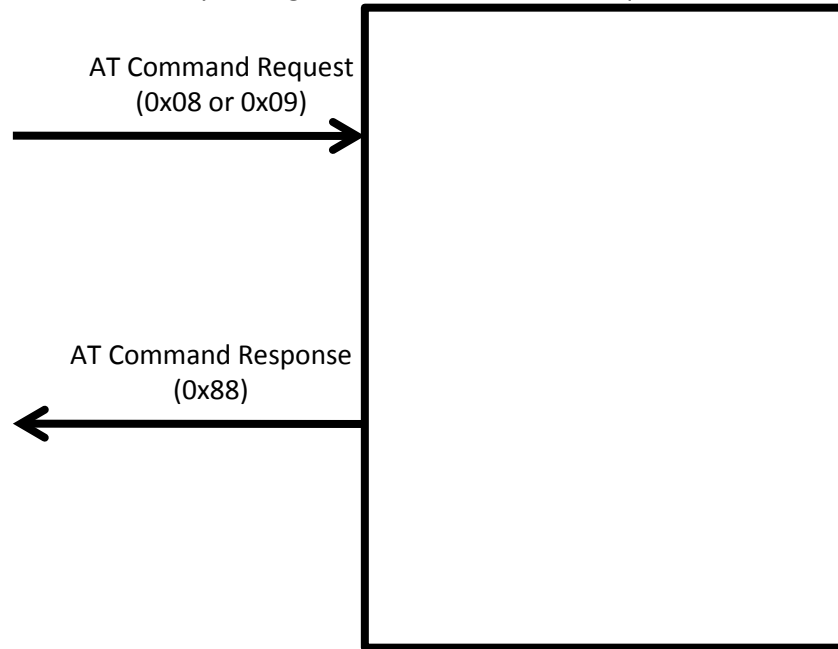 AT Command Request
(0x08 or 0x09)
AT Command Response
(0x88)